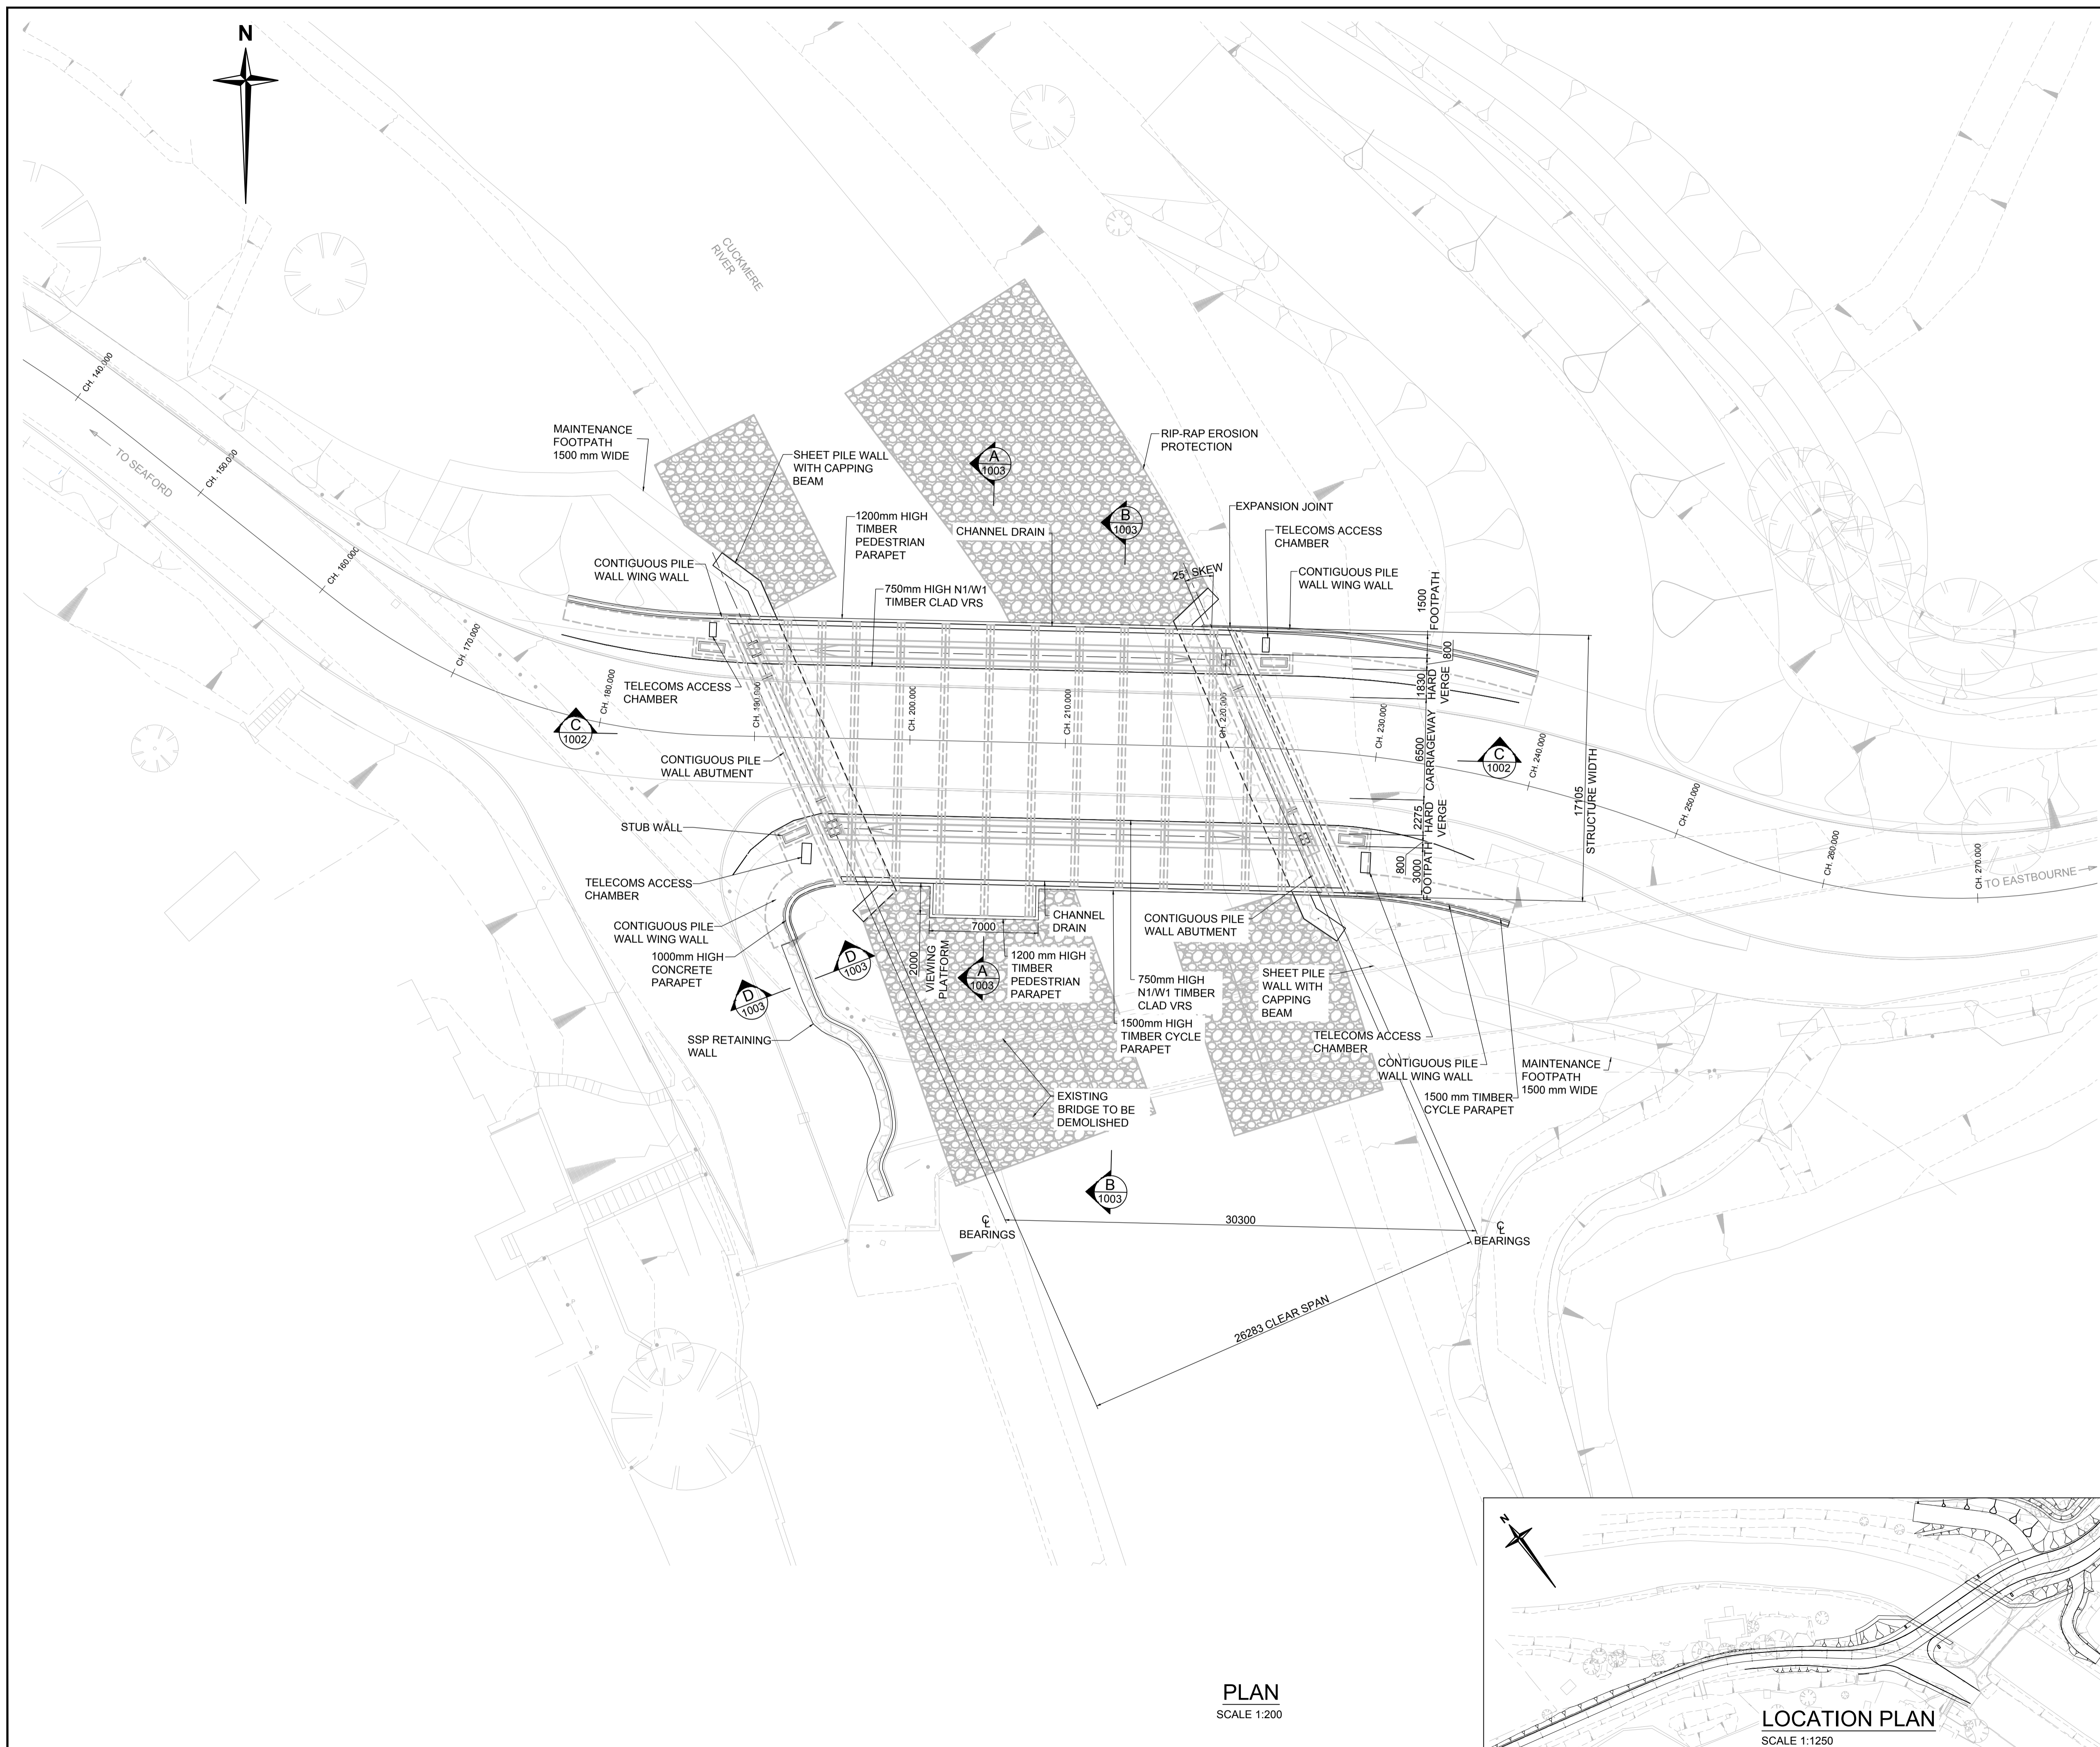 N
CUCKMERE
RIVER
CH. 140.000
CH. 150.000
CH. 160.000
CH. 170.000
CH. 180.000
CH. 190.000
CH. 200.000
CH. 210.000
CH. 220.000
CH. 230.000
CH. 240.000
CH. 250.000
CH. 260.000
CH. 270.000
TO SEAFORD
TO EASTBOURNE
MAINTENANCE
FOOTPATH
1500 mm WIDE
SHEET PILE WALL
WITH CAPPING
BEAM
A
1003
RIP-RAP EROSION
PROTECTION
B
1003
1200mm HIGH
TIMBER
PEDESTRIAN
PARAPET
CHANNEL DRAIN
EXPANSION JOINT
TELECOMS ACCESS
CHAMBER
CONTIGUOUS PILE
WALL WING WALL
750mm HIGH N1/W1
TIMBER CLAD VRS
25° SKEW
CONTIGUOUS PILE
WALL WING WALL
1500
FOOTPATH
800
1830
HARD
VERGE
6500
CARRIAGEWAY
2275
HARD
VERGE
800
3000
FOOTPATH
17105
STRUCTURE WIDTH
TELECOMS ACCESS
CHAMBER
C
1002
C
1002
CONTIGUOUS PILE
WALL ABUTMENT
STUB WALL
TELECOMS ACCESS
CHAMBER
CONTIGUOUS PILE
WALL WING WALL
1000mm HIGH
CONCRETE
PARAPET
D
1003
D
1003
SSP RETAINING
WALL
7000
2000
VIEWING
PLATFORM
A
1003
CHANNEL
DRAIN
1200 mm HIGH
TIMBER
PEDESTRIAN
PARAPET
CONTIGUOUS PILE
WALL ABUTMENT
750mm HIGH
N1/W1 TIMBER
CLAD VRS
1500mm HIGH
TIMBER CYCLE
PARAPET
SHEET PILE
WALL WITH
CAPPING
BEAM
TELECOMS ACCESS
CHAMBER
CONTIGUOUS PILE
WALL WING WALL
1500 mm TIMBER
CYCLE PARAPET
MAINTENANCE
FOOTPATH
1500 mm WIDE
EXISTING
BRIDGE TO BE
DEMOLISHED
B
1003
℄
BEARINGS
30300
℄
BEARINGS
26283 CLEAR SPAN
PLAN
SCALE 1:200
N
LOCATION PLAN
SCALE 1:1250